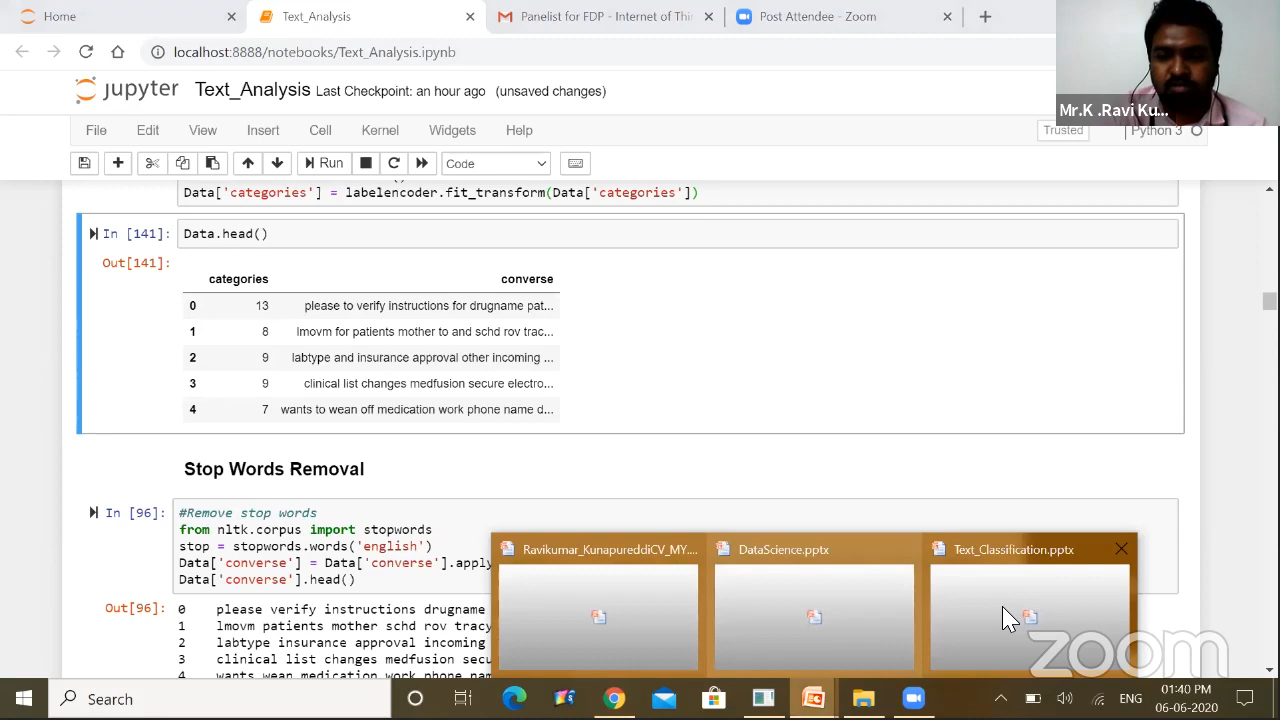 Home
Text_Analysis
Panelist for FDP - Internet of Thi
Post Attendee - Zoom
localhost:8888/notebooks/Text_Analysis.ipynb
Mr.K .Ravi Ku...
jupyter Text_Analysis Last Checkpoint: an hour ago (unsaved changes)
File Edit View Insert Cell Kernel Widgets Help
Trusted
Python 3
Run
Code
Data['categories'] = labelencoder.fit_transform(Data['categories'])
In [141]: Data.head()
Out[141]:
categories converse
0 13 please to verify instructions for drugname pat...
1 8 lmovm for patients mother to and schd rov trac...
2 9 labtype and insurance approval other incoming ...
3 9 clinical list changes medfusion secure electro...
4 7 wants to wean off medication work phone name d...
Stop Words Removal
In [96]: #Remove stop words
from nltk.corpus import stopwords
stop = stopwords.words('english')
Data['converse'] = Data['converse'].apply
Data['converse'].head()
Out[96]: 0 please verify instructions drugname
1 lmovm patients mother schd rov tracy
2 labtype insurance approval incoming
3 clinical list changes medfusion secu
4 wants wean medication work phone nam
Ravikumar_KunapureddiCV_MY....
DataScience.pptx
Text_Classification.pptx
zoom
Search
ENG
01:40 PM
06-06-2020